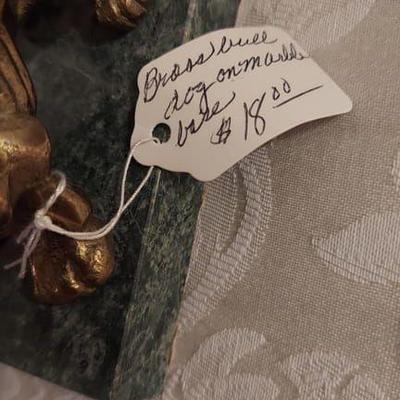 Brass bull
dog on marble
base
$ 18.00